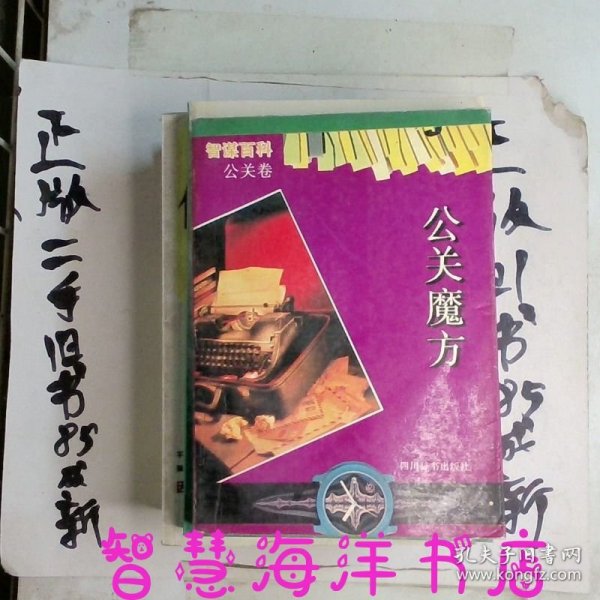 正版二手旧书85成新
智谋百科
公关卷
公关魔方
四川辞书出版社
版旧书85成新
智慧海洋书店
孔夫子旧书网
www.kongfz.com